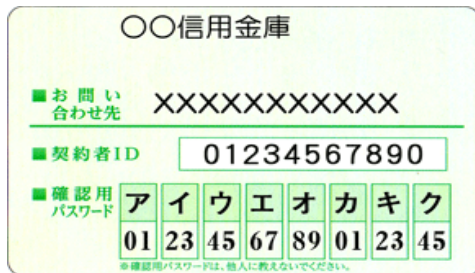 〇〇信用金庫
■お問い合わせ先 XXXXXXXXXXX
■契約者ID 01234567890
■確認用パスワード
ア イ ウ エ オ カ キ ク
01 23 45 67 89 01 23 45
※確認用パスワードは、他人に教えないでください。